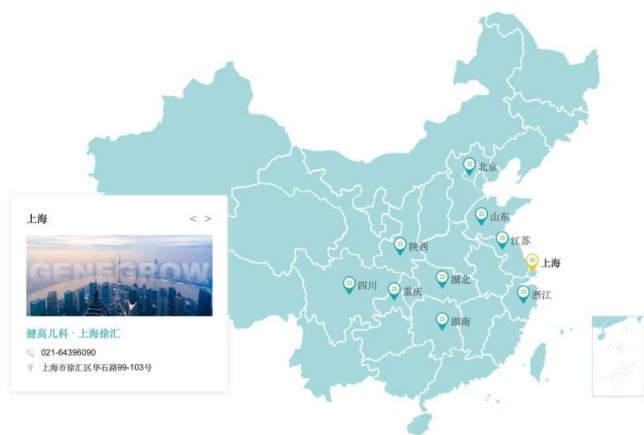 北京
山东
江苏
陕西
上海
四川
湖北
重庆
浙江
湖南
上海
< >
GENEGROW
健高儿科 · 上海徐汇
021-64396090
上海市徐汇区华石路99-103号